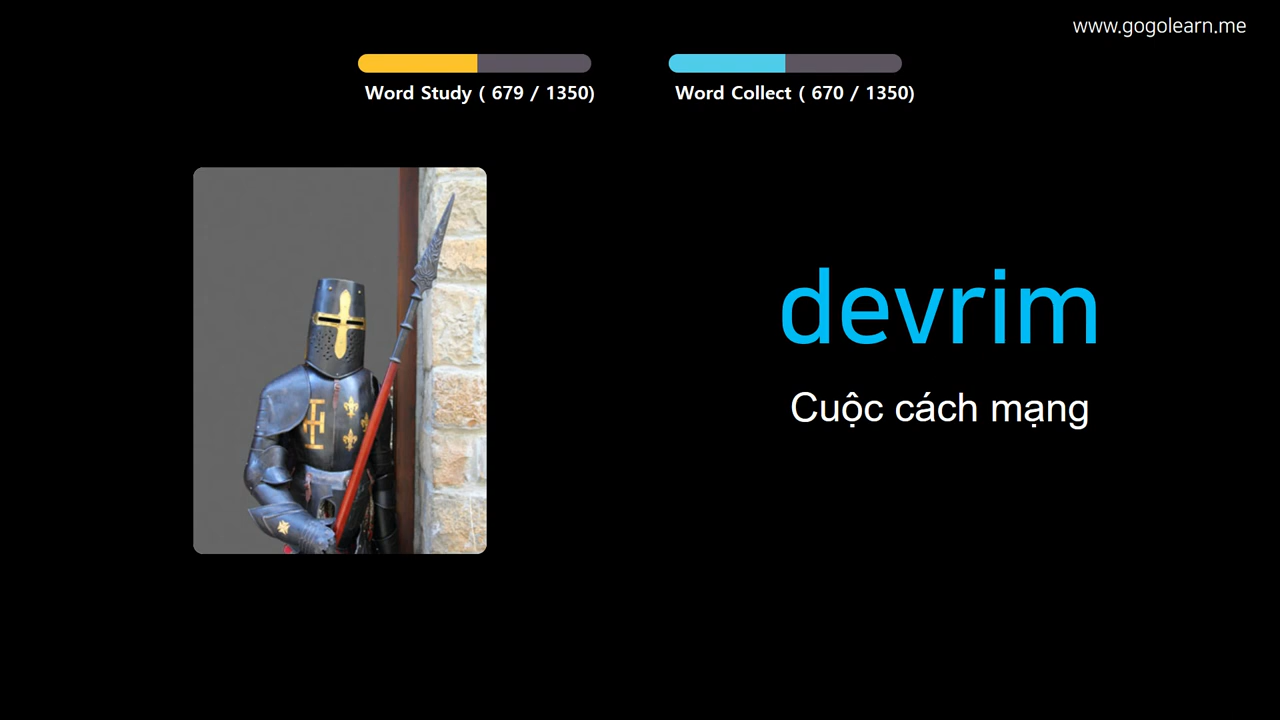 www.gogolearn.me
Word Study ( 679 / 1350)
Word Collect ( 670 / 1350)
devrim
Cuộc cách mạng